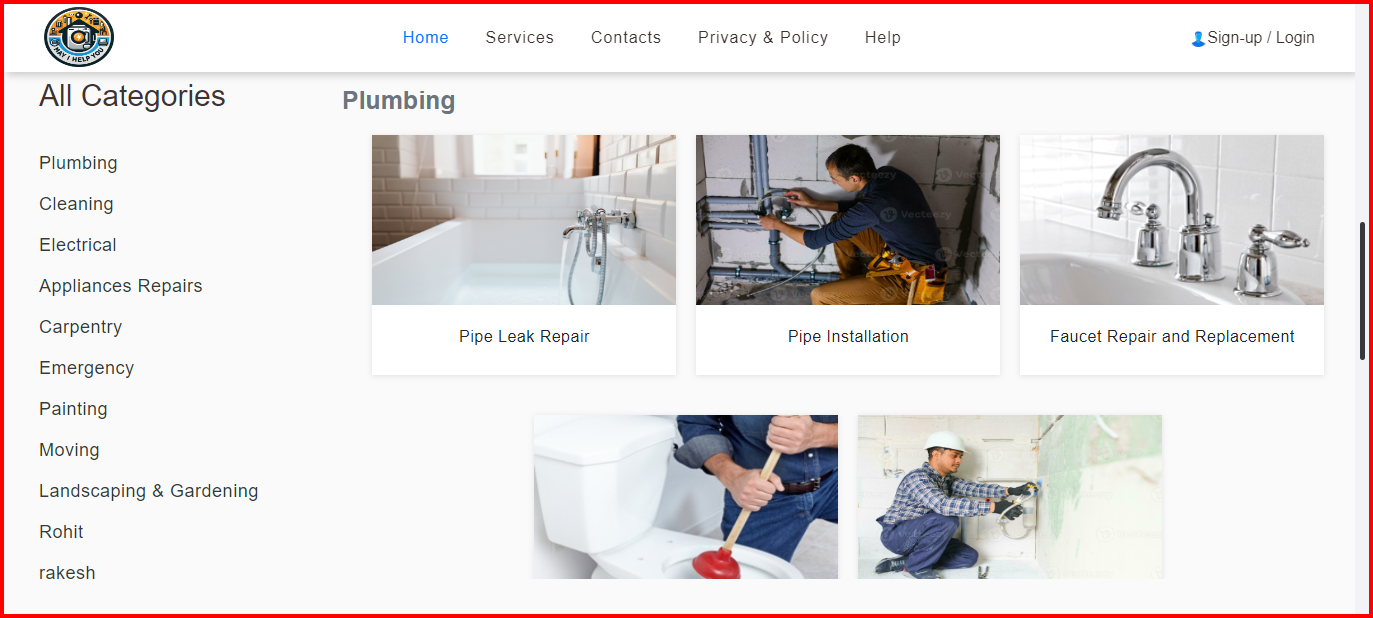 MAY I HELP YOU
Home Services Contacts Privacy & Policy Help Sign-up / Login
All Categories
Plumbing
Cleaning
Electrical
Appliances Repairs
Carpentry
Emergency
Painting
Moving
Landscaping & Gardening
Rohit
rakesh
Plumbing
Vecteezy
Pipe Leak Repair
Pipe Installation
Faucet Repair and Replacement